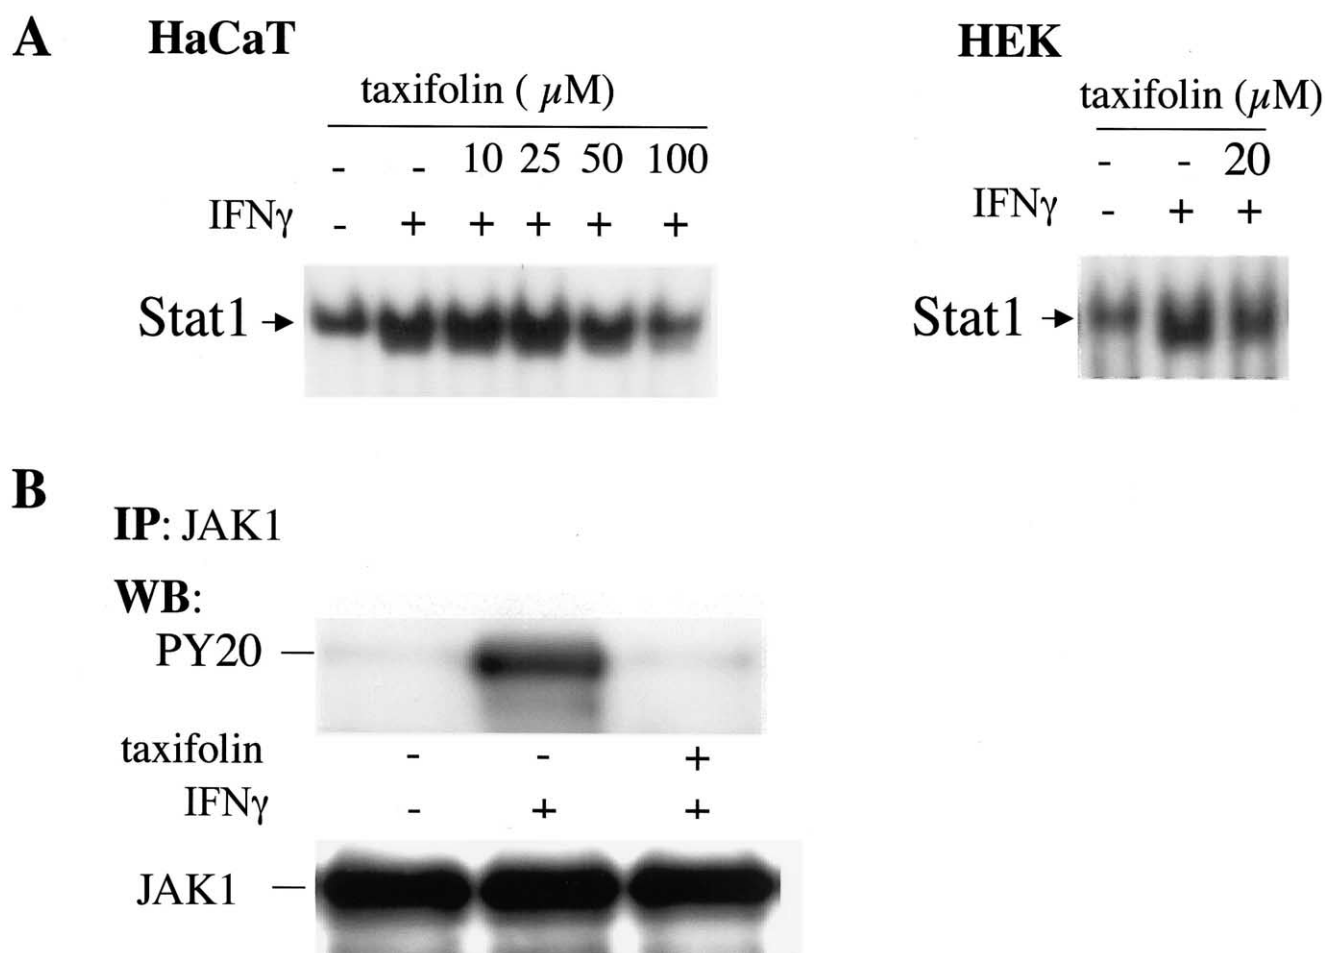 A
HaCaT
taxifolin ( µM)
- - 10 25 50 100
IFNγ - + + + + +
Stat1
HEK
taxifolin (µM)
- - 20
IFNγ - + +
Stat1
B
IP: JAK1
WB:
PY20
taxifolin - - +
IFNγ - + +
JAK1